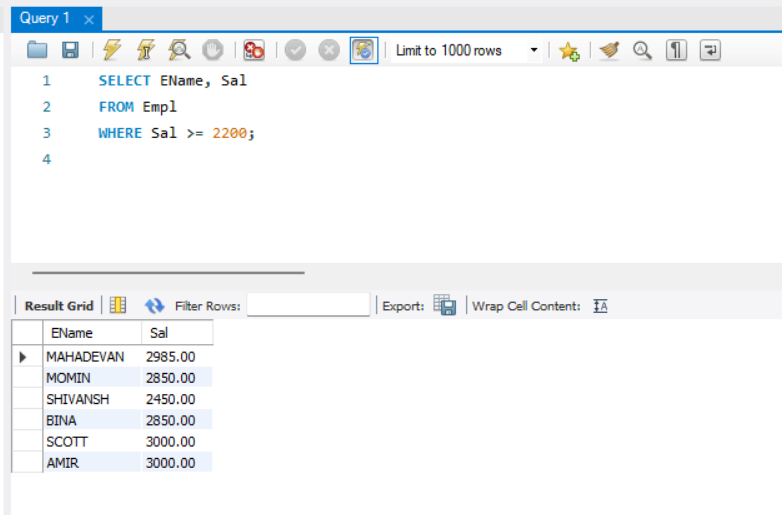 Query 1 ×
Limit to 1000 rows
1 SELECT EName, Sal
2 FROM Empl
3 WHERE Sal >= 2200;
4
Result Grid Filter Rows: Export: Wrap Cell Content: IA
EName Sal
MAHADEVAN 2985.00
MOMIN 2850.00
SHIVANSH 2450.00
BINA 2850.00
SCOTT 3000.00
AMIR 3000.00